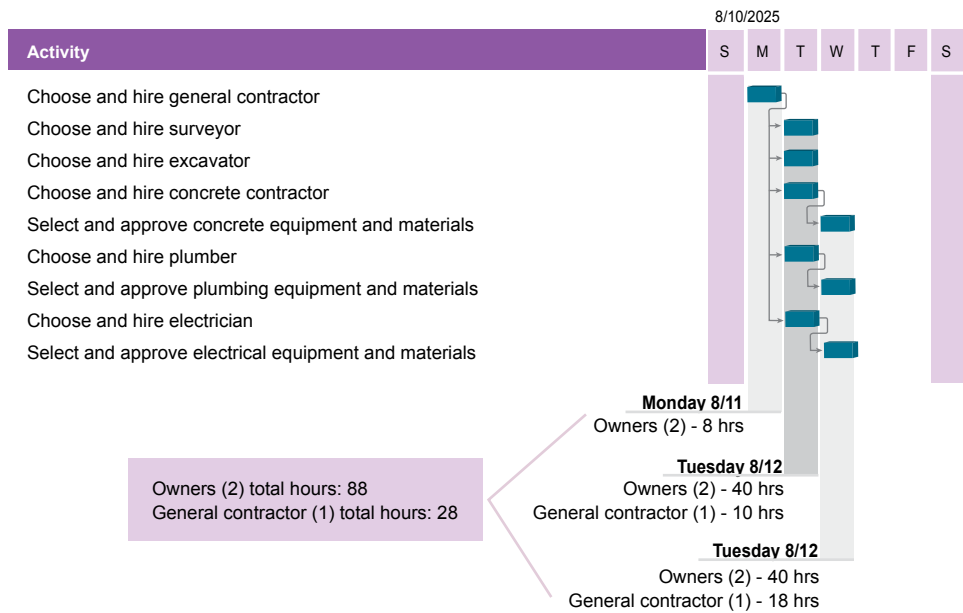 8/10/2025
Activity S M T W T F S
Choose and hire general contractor
Choose and hire surveyor
Choose and hire excavator
Choose and hire concrete contractor
Select and approve concrete equipment and materials
Choose and hire plumber
Select and approve plumbing equipment and materials
Choose and hire electrician
Select and approve electrical equipment and materials
Monday 8/11
Owners (2) - 8 hrs
Owners (2) total hours: 88
General contractor (1) total hours: 28
Tuesday 8/12
Owners (2) - 40 hrs
General contractor (1) - 10 hrs
Tuesday 8/12
Owners (2) - 40 hrs
General contractor (1) - 18 hrs